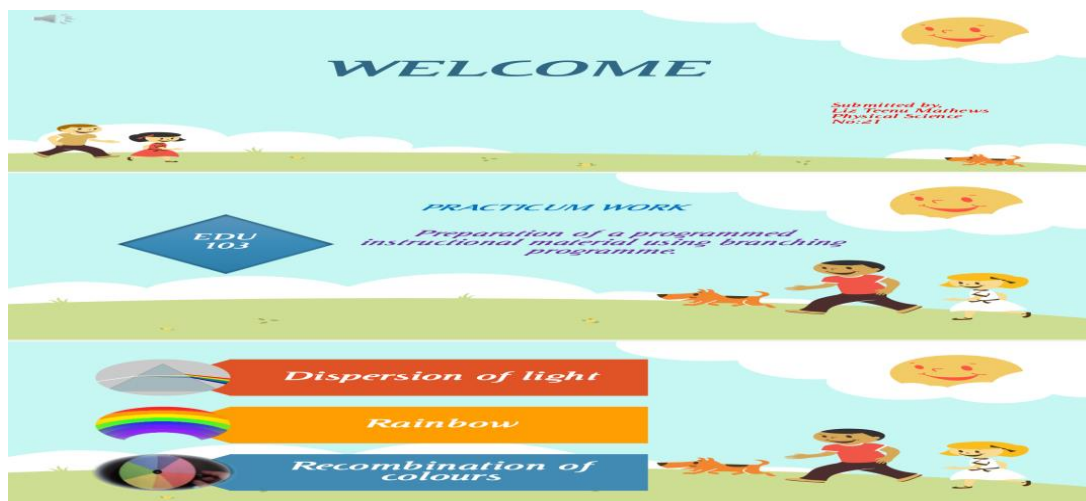 WELCOME
Submitted by,
Liz Teenu Mathews
Physical Science
No:21
PRACTICUM WORK
EDU
103
Preparation of a programmed
instructional material using branching
programme.
Dispersion of light
Rainbow
Recombination of
colours